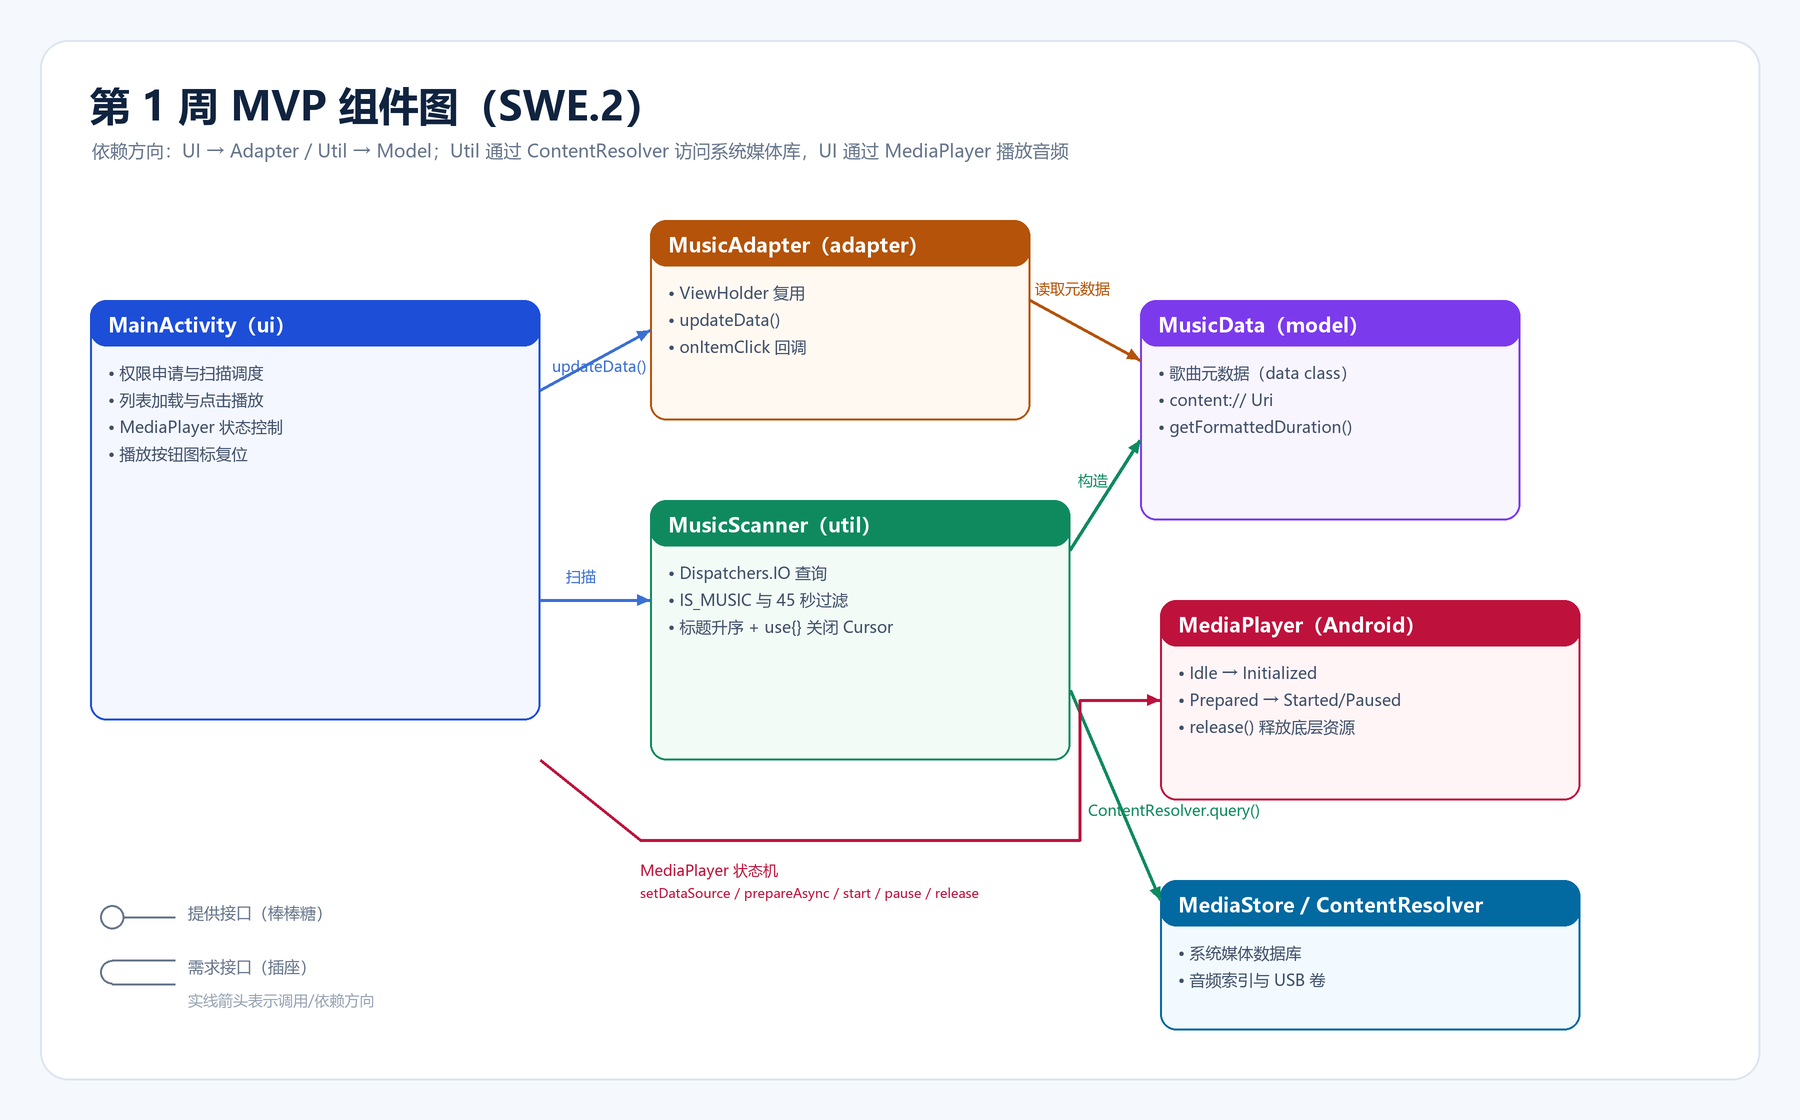 第 1 周 MVP 组件图（SWE.2）
依赖方向：UI → Adapter / Util → Model；Util 通过 ContentResolver 访问系统媒体库，UI 通过 MediaPlayer 播放音频
MainActivity（ui）
• 权限申请与扫描调度
• 列表加载与点击播放
• MediaPlayer 状态控制
• 播放按钮图标复位
updateData()
扫描
MusicAdapter（adapter）
• ViewHolder 复用
• updateData()
• onItemClick 回调
读取元数据
MusicData（model）
• 歌曲元数据（data class）
• content:// Uri
• getFormattedDuration()
构造
MusicScanner（util）
• Dispatchers.IO 查询
• IS_MUSIC 与 45 秒过滤
• 标题升序 + use{} 关闭 Cursor
MediaPlayer（Android）
• Idle → Initialized
• Prepared → Started/Paused
• release() 释放底层资源
ContentResolver.query()
MediaPlayer 状态机
setDataSource / prepareAsync / start / pause / release
MediaStore / ContentResolver
• 系统媒体数据库
• 音频索引与 USB 卷
提供接口（棒棒糖）
需求接口（插座）
实线箭头表示调用/依赖方向